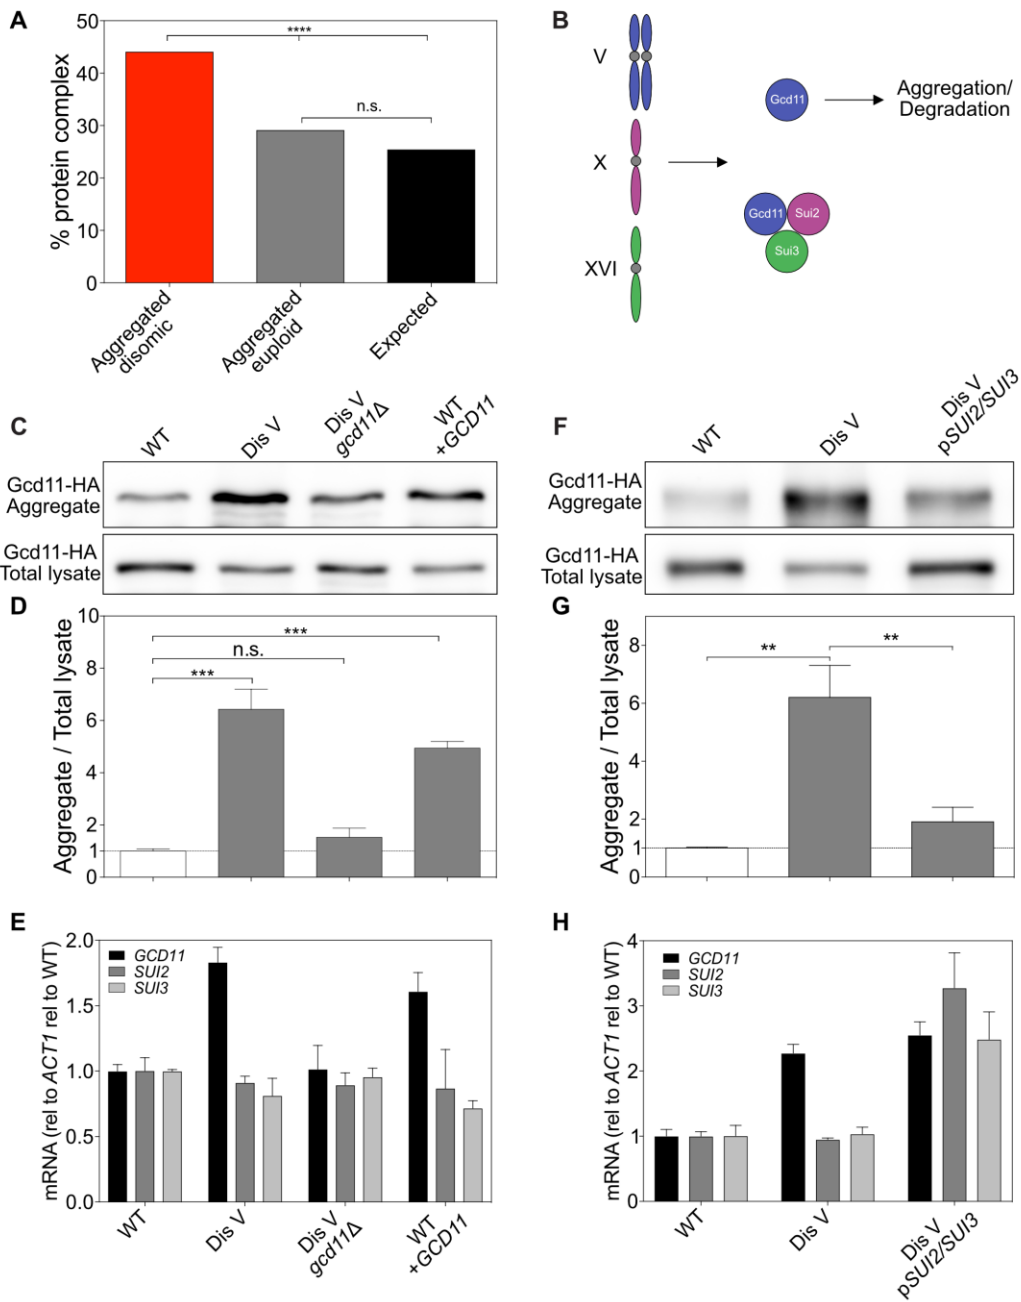 A
50
40
30
20
10
0
% protein complex
****
n.s.
Aggregated
disomic
Aggregated
euploid
Expected
B
V
X
XVI
Gcd11
Aggregation/
Degradation
Gcd11
Sui2
Sui3
C
WT
Dis V
Dis V
gcd11Δ
WT
+GCD11
Gcd11-HA
Aggregate
Gcd11-HA
Total lysate
D
10
8
6
4
2
1
0
Aggregate / Total lysate
***
n.s.
***
E
2.0
1.5
1.0
0.5
0.0
mRNA (rel to ACT1 rel to WT)
GCD11
SUI2
SUI3
WT
Dis V
Dis V
gcd11Δ
WT
+GCD11
F
WT
Dis V
Dis V
pSUI2/SUI3
Gcd11-HA
Aggregate
Gcd11-HA
Total lysate
G
8
6
4
2
1
0
Aggregate / Total lysate
**
**
H
4
3
2
1
0
mRNA (rel to ACT1 rel to WT)
GCD11
SUI2
SUI3
WT
Dis V
Dis V
pSUI2/SUI3